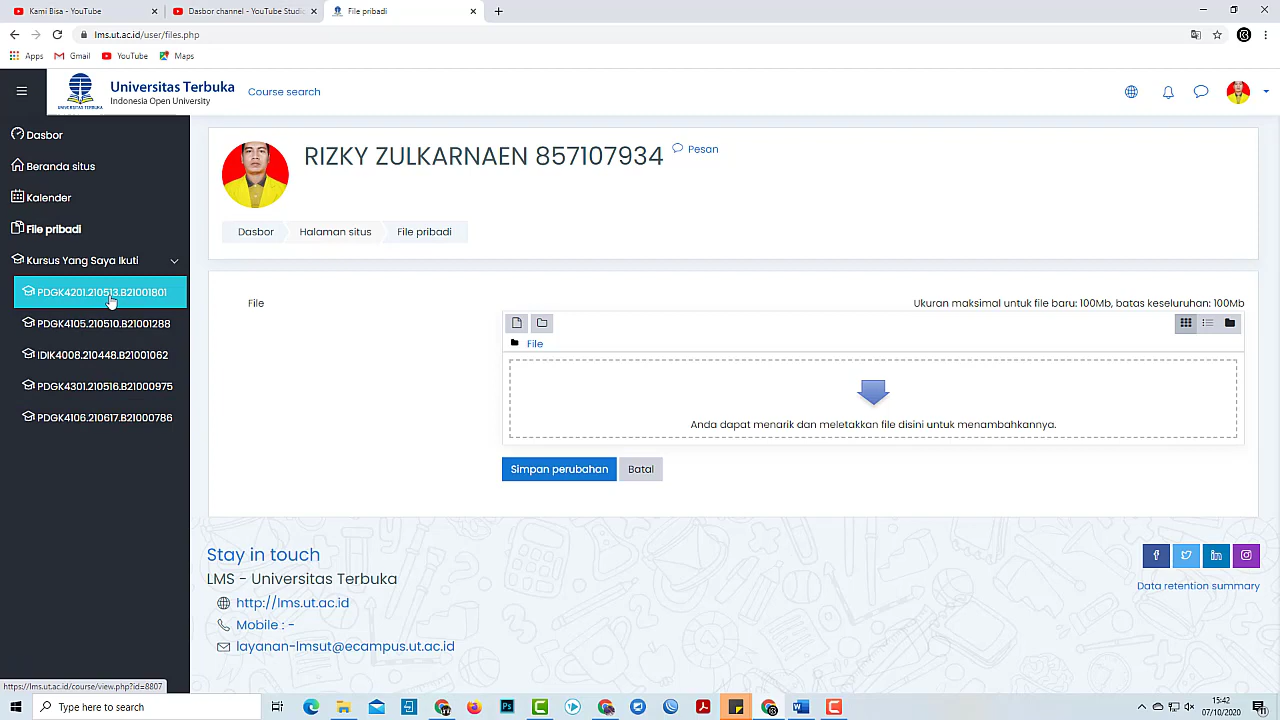 Kami Bisa - YouTube
Dasbor channel - YouTube Studio
File pribadi
lms.ut.ac.id/user/files.php
Apps
Gmail
YouTube
Maps
Universitas Terbuka
Indonesia Open University
UNIVERSITAS TERBUKA
Course search
Dasbor
Beranda situs
Kalender
File pribadi
Kursus Yang Saya Ikuti
PDGK4201.210513.B21001801
PDGK4105.210510.B21001288
IDIK4008.210448.B21001062
PDGK4301.210516.B21000975
PDGK4106.210617.B21000786
RIZKY ZULKARNAEN 857107934
Pesan
Dasbor
Halaman situs
File pribadi
File
Ukuran maksimal untuk file baru: 100Mb, batas keseluruhan: 100Mb
File
Anda dapat menarik dan meletakkan file disini untuk menambahkannya.
Simpan perubahan
Batal
Stay in touch
LMS - Universitas Terbuka
http://lms.ut.ac.id
Mobile : -
layanan-lmsut@ecampus.ut.ac.id
Data retention summary
https://lms.ut.ac.id/course/view.php?id=8807
Type here to search
15:42
07/10/2020